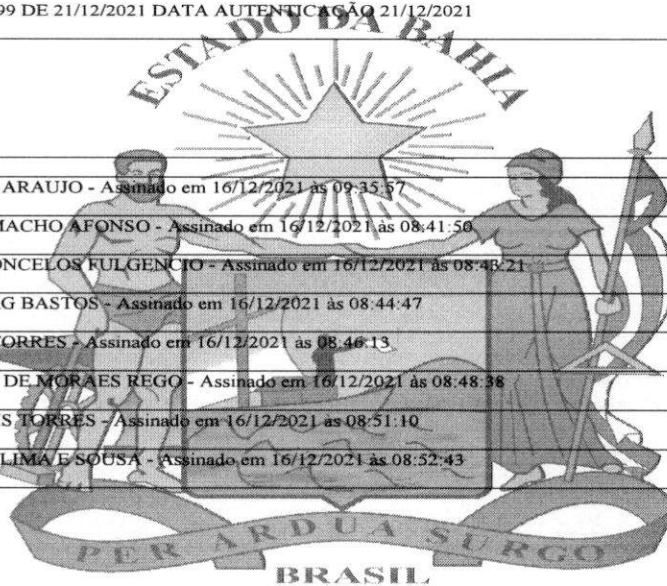 99 DE 21/12/2021 DATA AUTENTICAÇÃO 21/12/2021
ESTADO DA BAHIA
ARAUJO - Assinado em 16/12/2021 às 09:35:57
MACHO AFONSO - Assinado em 16/12/2021 às 08:41:50
ONCELOS FULGENCIO - Assinado em 16/12/2021 às 08:43:21
RG BASTOS - Assinado em 16/12/2021 às 08:44:47
TORRES - Assinado em 16/12/2021 às 08:46:13
DE MORAES REGO - Assinado em 16/12/2021 às 08:48:38
IS TORRES - Assinado em 16/12/2021 às 08:51:10
LIMA E SOUSA - Assinado em 16/12/2021 às 08:52:43
PER ÁRDUA SURGO
BRASIL